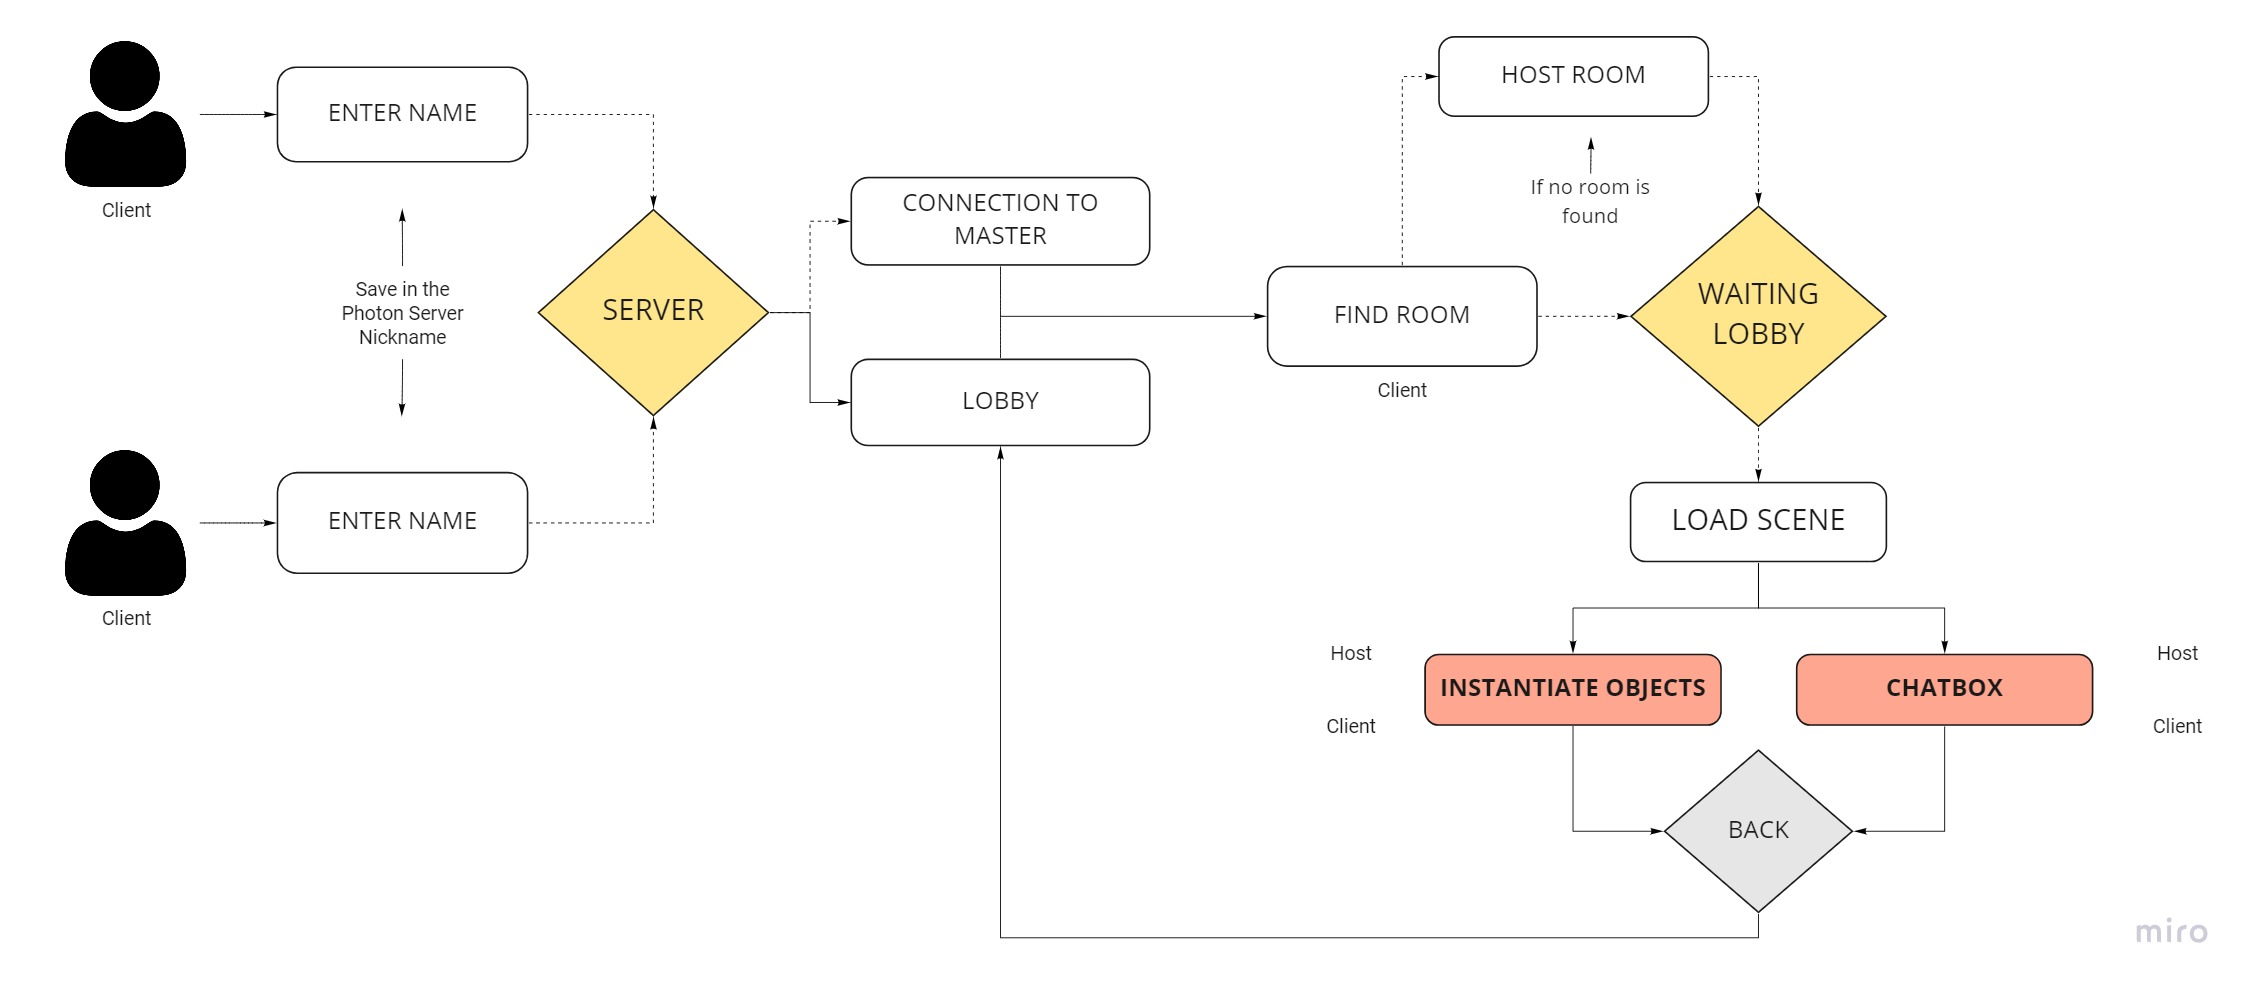 HOST ROOM
ENTER NAME
If no room is
found
Client
CONNECTION TO
MASTER
Save in the
Photon Server
Nickname
SERVER
FIND ROOM
WAITING
LOBBY
LOBBY
Client
ENTER NAME
LOAD SCENE
Client
Host
INSTANTIATE OBJECTS
Client
CHATBOX
Host
Client
BACK
miro